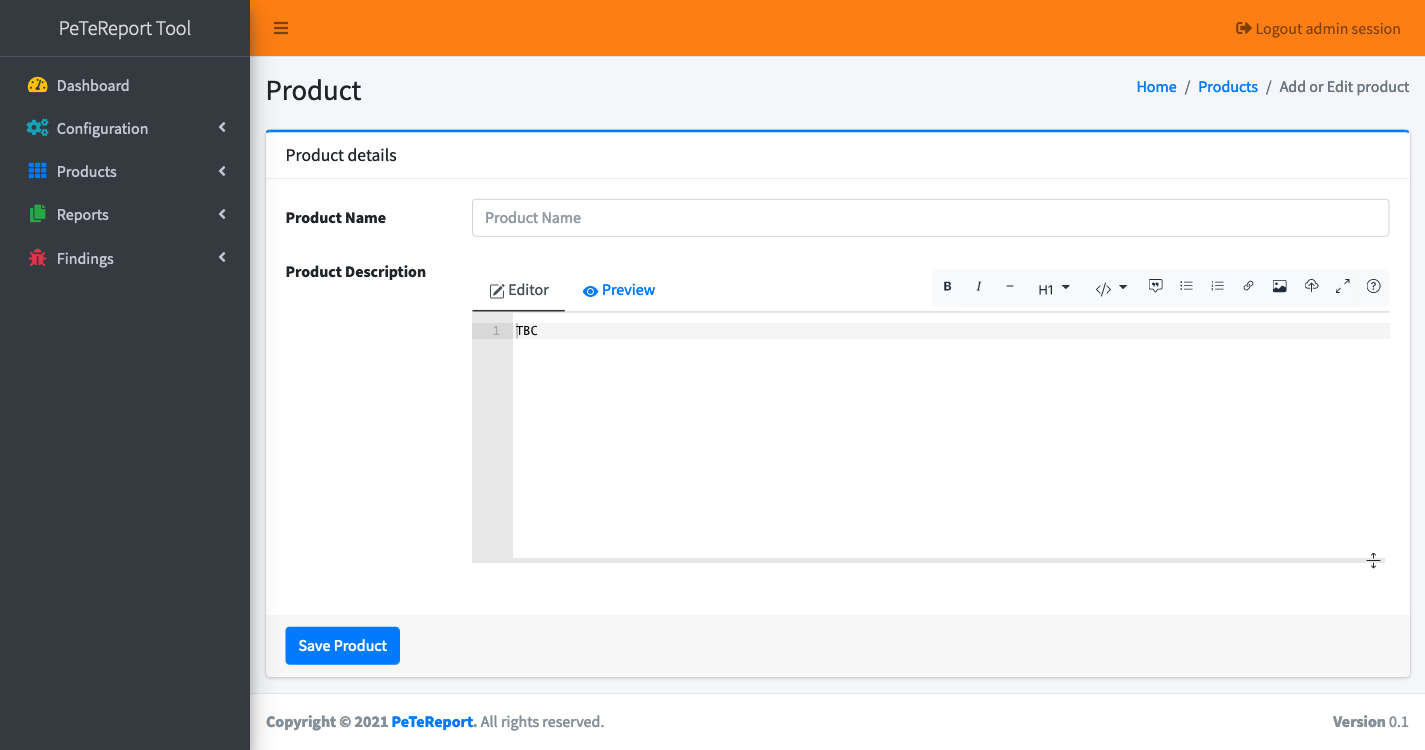 PeTeReport Tool
Logout admin session
Dashboard
Configuration
Products
Reports
Findings
Product
Home / Products / Add or Edit product
Product details
Product Name
Product Name
Product Description
Editor
Preview
B I – H1 </>
1 TBC
Save Product
Copyright © 2021 PeTeReport. All rights reserved.
Version 0.1